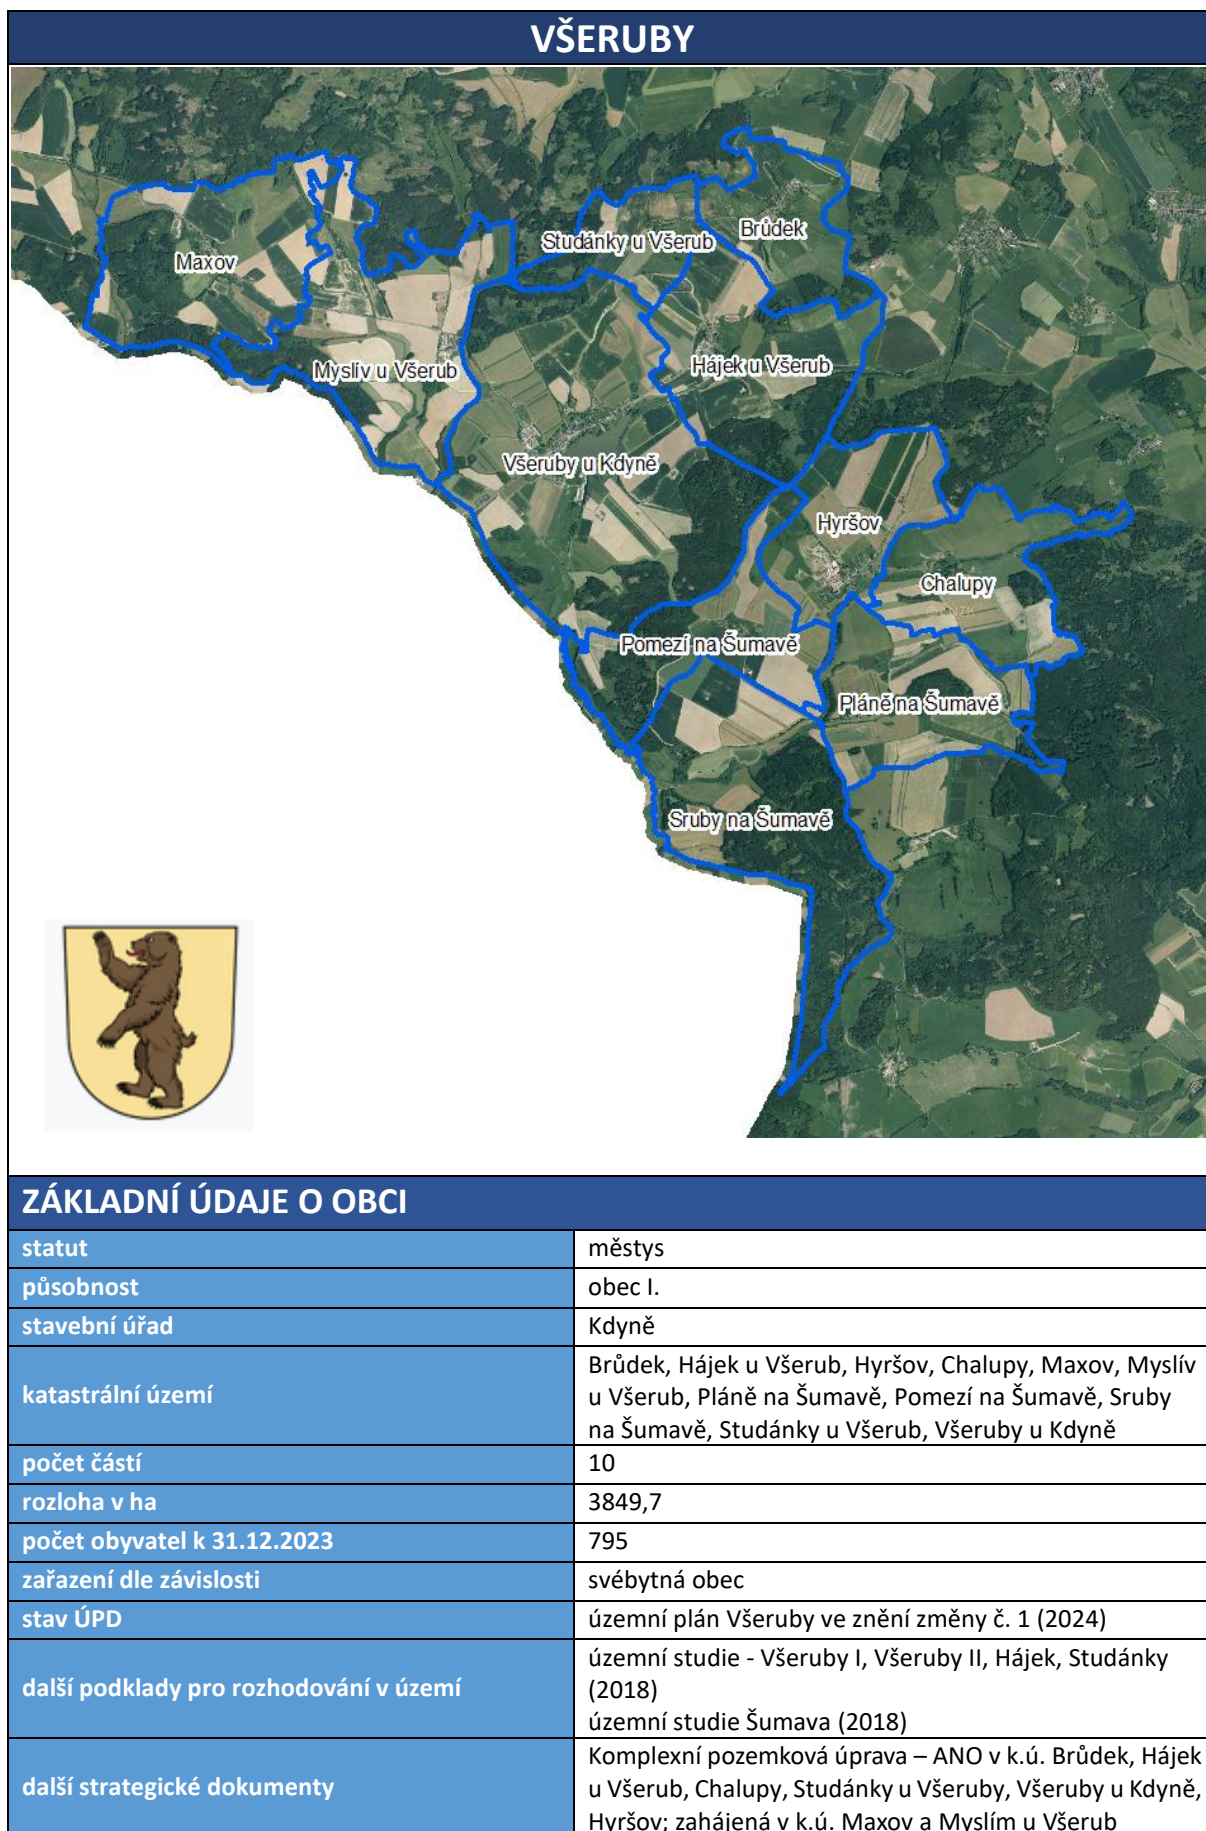 VŠERUBY
Brůdek
Studánky u Všerub
Maxov
Hájek u Všerub
Myslív u Všerub
Všeruby u Kdyně
Hyršov
Chalupy
Pomezí na Šumavě
Pláně na Šumavě
Sruby na Šumavě
ZÁKLADNÍ ÚDAJE O OBCI
statut městys
působnost obec I.
stavební úřad Kdyně
katastrální území Brůdek, Hájek u Všerub, Hyršov, Chalupy, Maxov, Myslív
u Všerub, Pláně na Šumavě, Pomezí na Šumavě, Sruby
na Šumavě, Studánky u Všerub, Všeruby u Kdyně
počet částí 10
rozloha v ha 3849,7
počet obyvatel k 31.12.2023 795
zařazení dle závislosti svébytná obec
stav ÚPD územní plán Všeruby ve znění změny č. 1 (2024)
další podklady pro rozhodování v území územní studie - Všeruby I, Všeruby II, Hájek, Studánky
(2018)
územní studie Šumava (2018)
další strategické dokumenty Komplexní pozemková úprava – ANO v k.ú. Brůdek, Hájek
u Všerub, Chalupy, Studánky u Všeruby, Všeruby u Kdyně,
Hyršov; zahájená v k.ú. Maxov a Myslím u Všerub